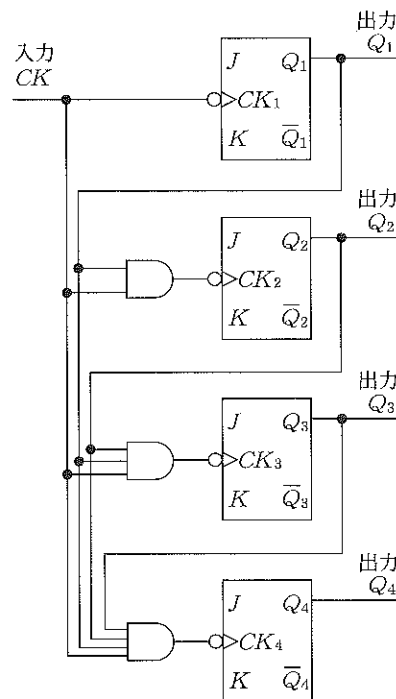 出力
Q₁
入力
CK
J Q₁
CK₁
K Q̅₁
出力
Q₂
J Q₂
CK₂
K Q̅₂
出力
Q₃
J Q₃
CK₃
K Q̅₃
出力
Q₄
J Q₄
CK₄
K Q̅₄